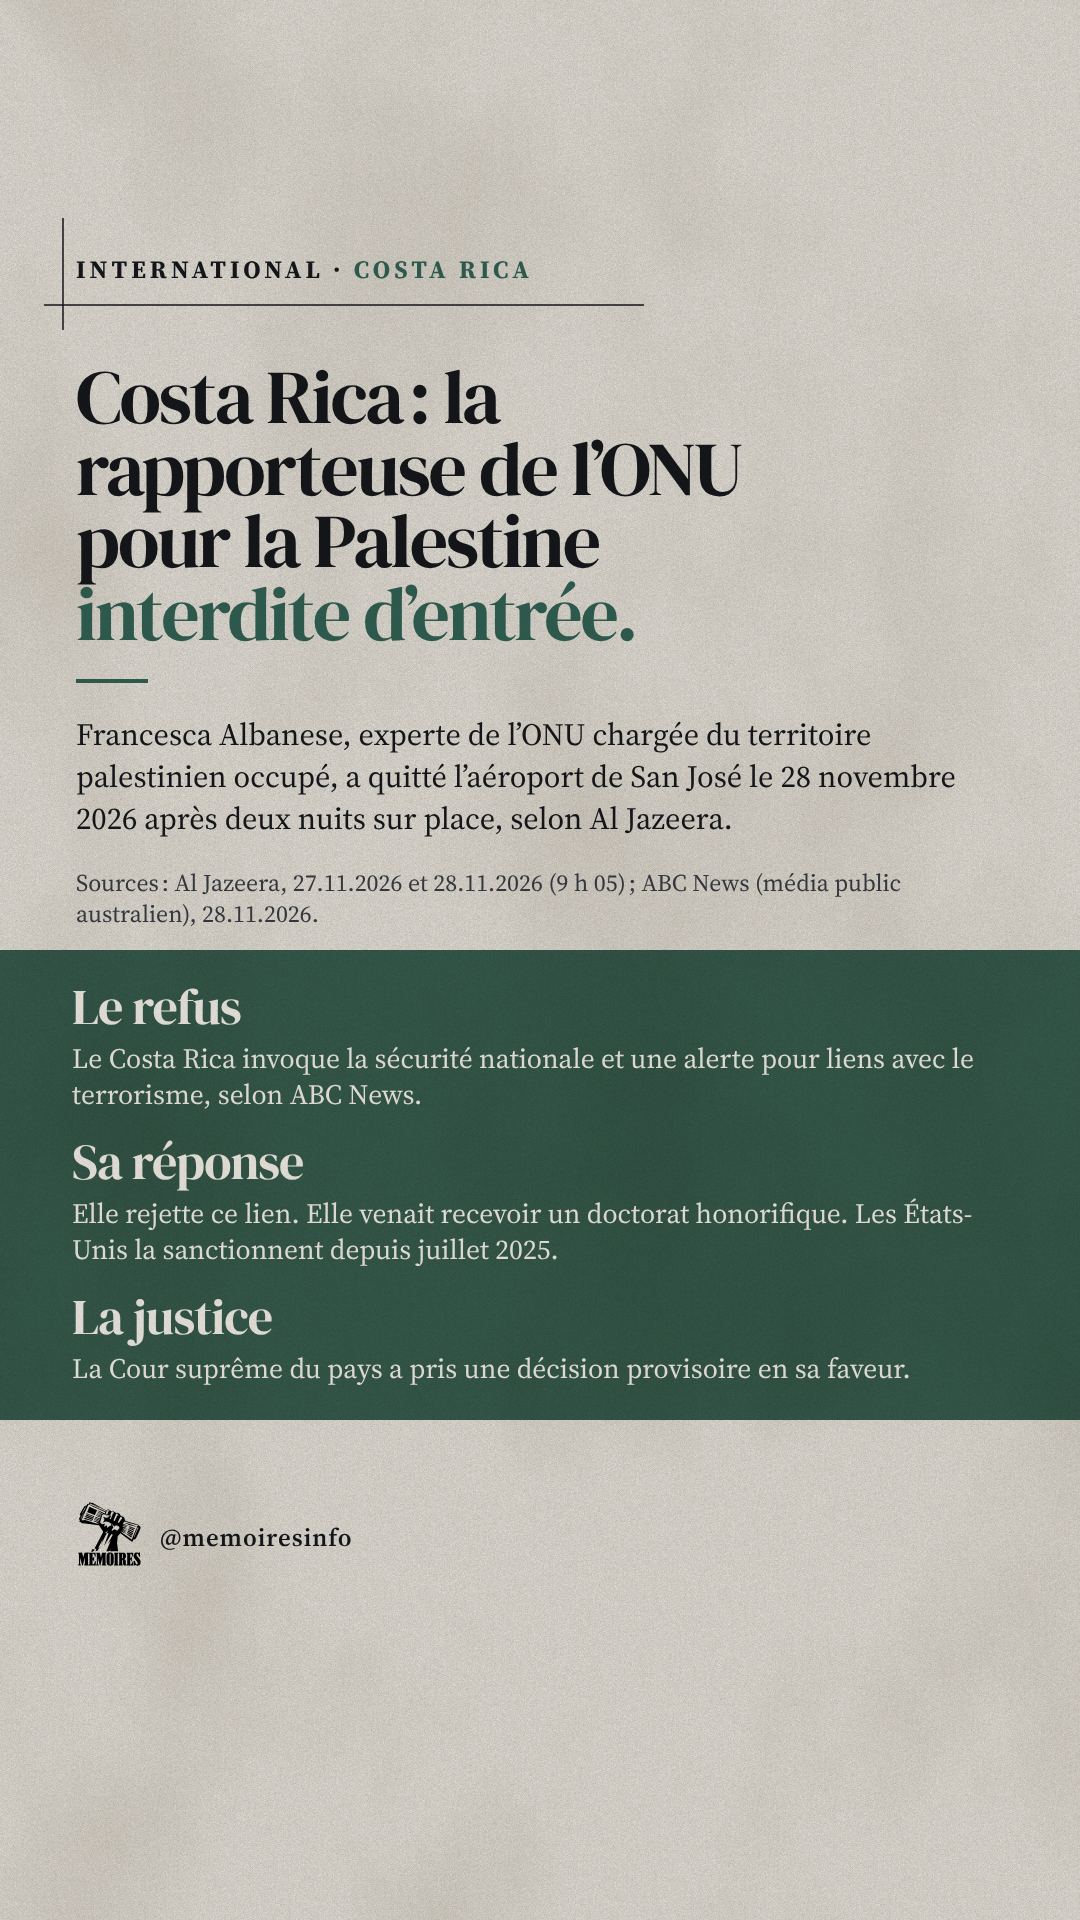 INTERNATIONAL · COSTA RICA
Costa Rica : la
rapporteuse de l’ONU
pour la Palestine
interdite d’entrée.
Francesca Albanese, experte de l’ONU chargée du territoire
palestinien occupé, a quitté l’aéroport de San José le 28 novembre
2026 après deux nuits sur place, selon Al Jazeera.
Sources : Al Jazeera, 27.11.2026 et 28.11.2026 (9 h 05) ; ABC News (média public
australien), 28.11.2026.
Le refus
Le Costa Rica invoque la sécurité nationale et une alerte pour liens avec le
terrorisme, selon ABC News.
Sa réponse
Elle rejette ce lien. Elle venait recevoir un doctorat honorifique. Les États-
Unis la sanctionnent depuis juillet 2025.
La justice
La Cour suprême du pays a pris une décision provisoire en sa faveur.
MÉMOIRES
@memoiresinfo